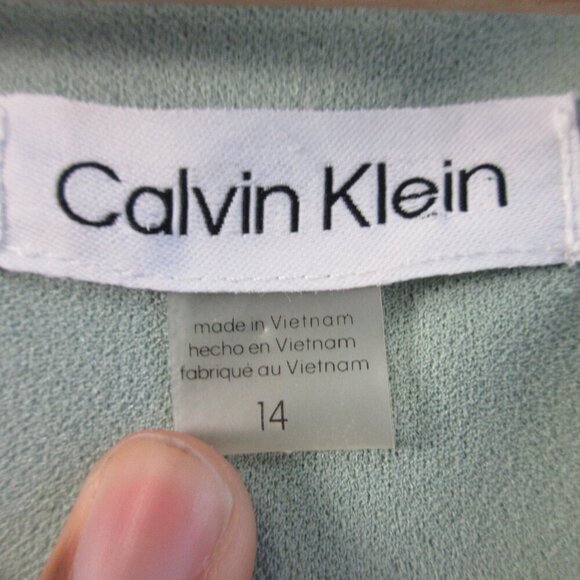 Calvin Klein
made in Vietnam
hecho en Vietnam
fabriqué au Vietnam
14